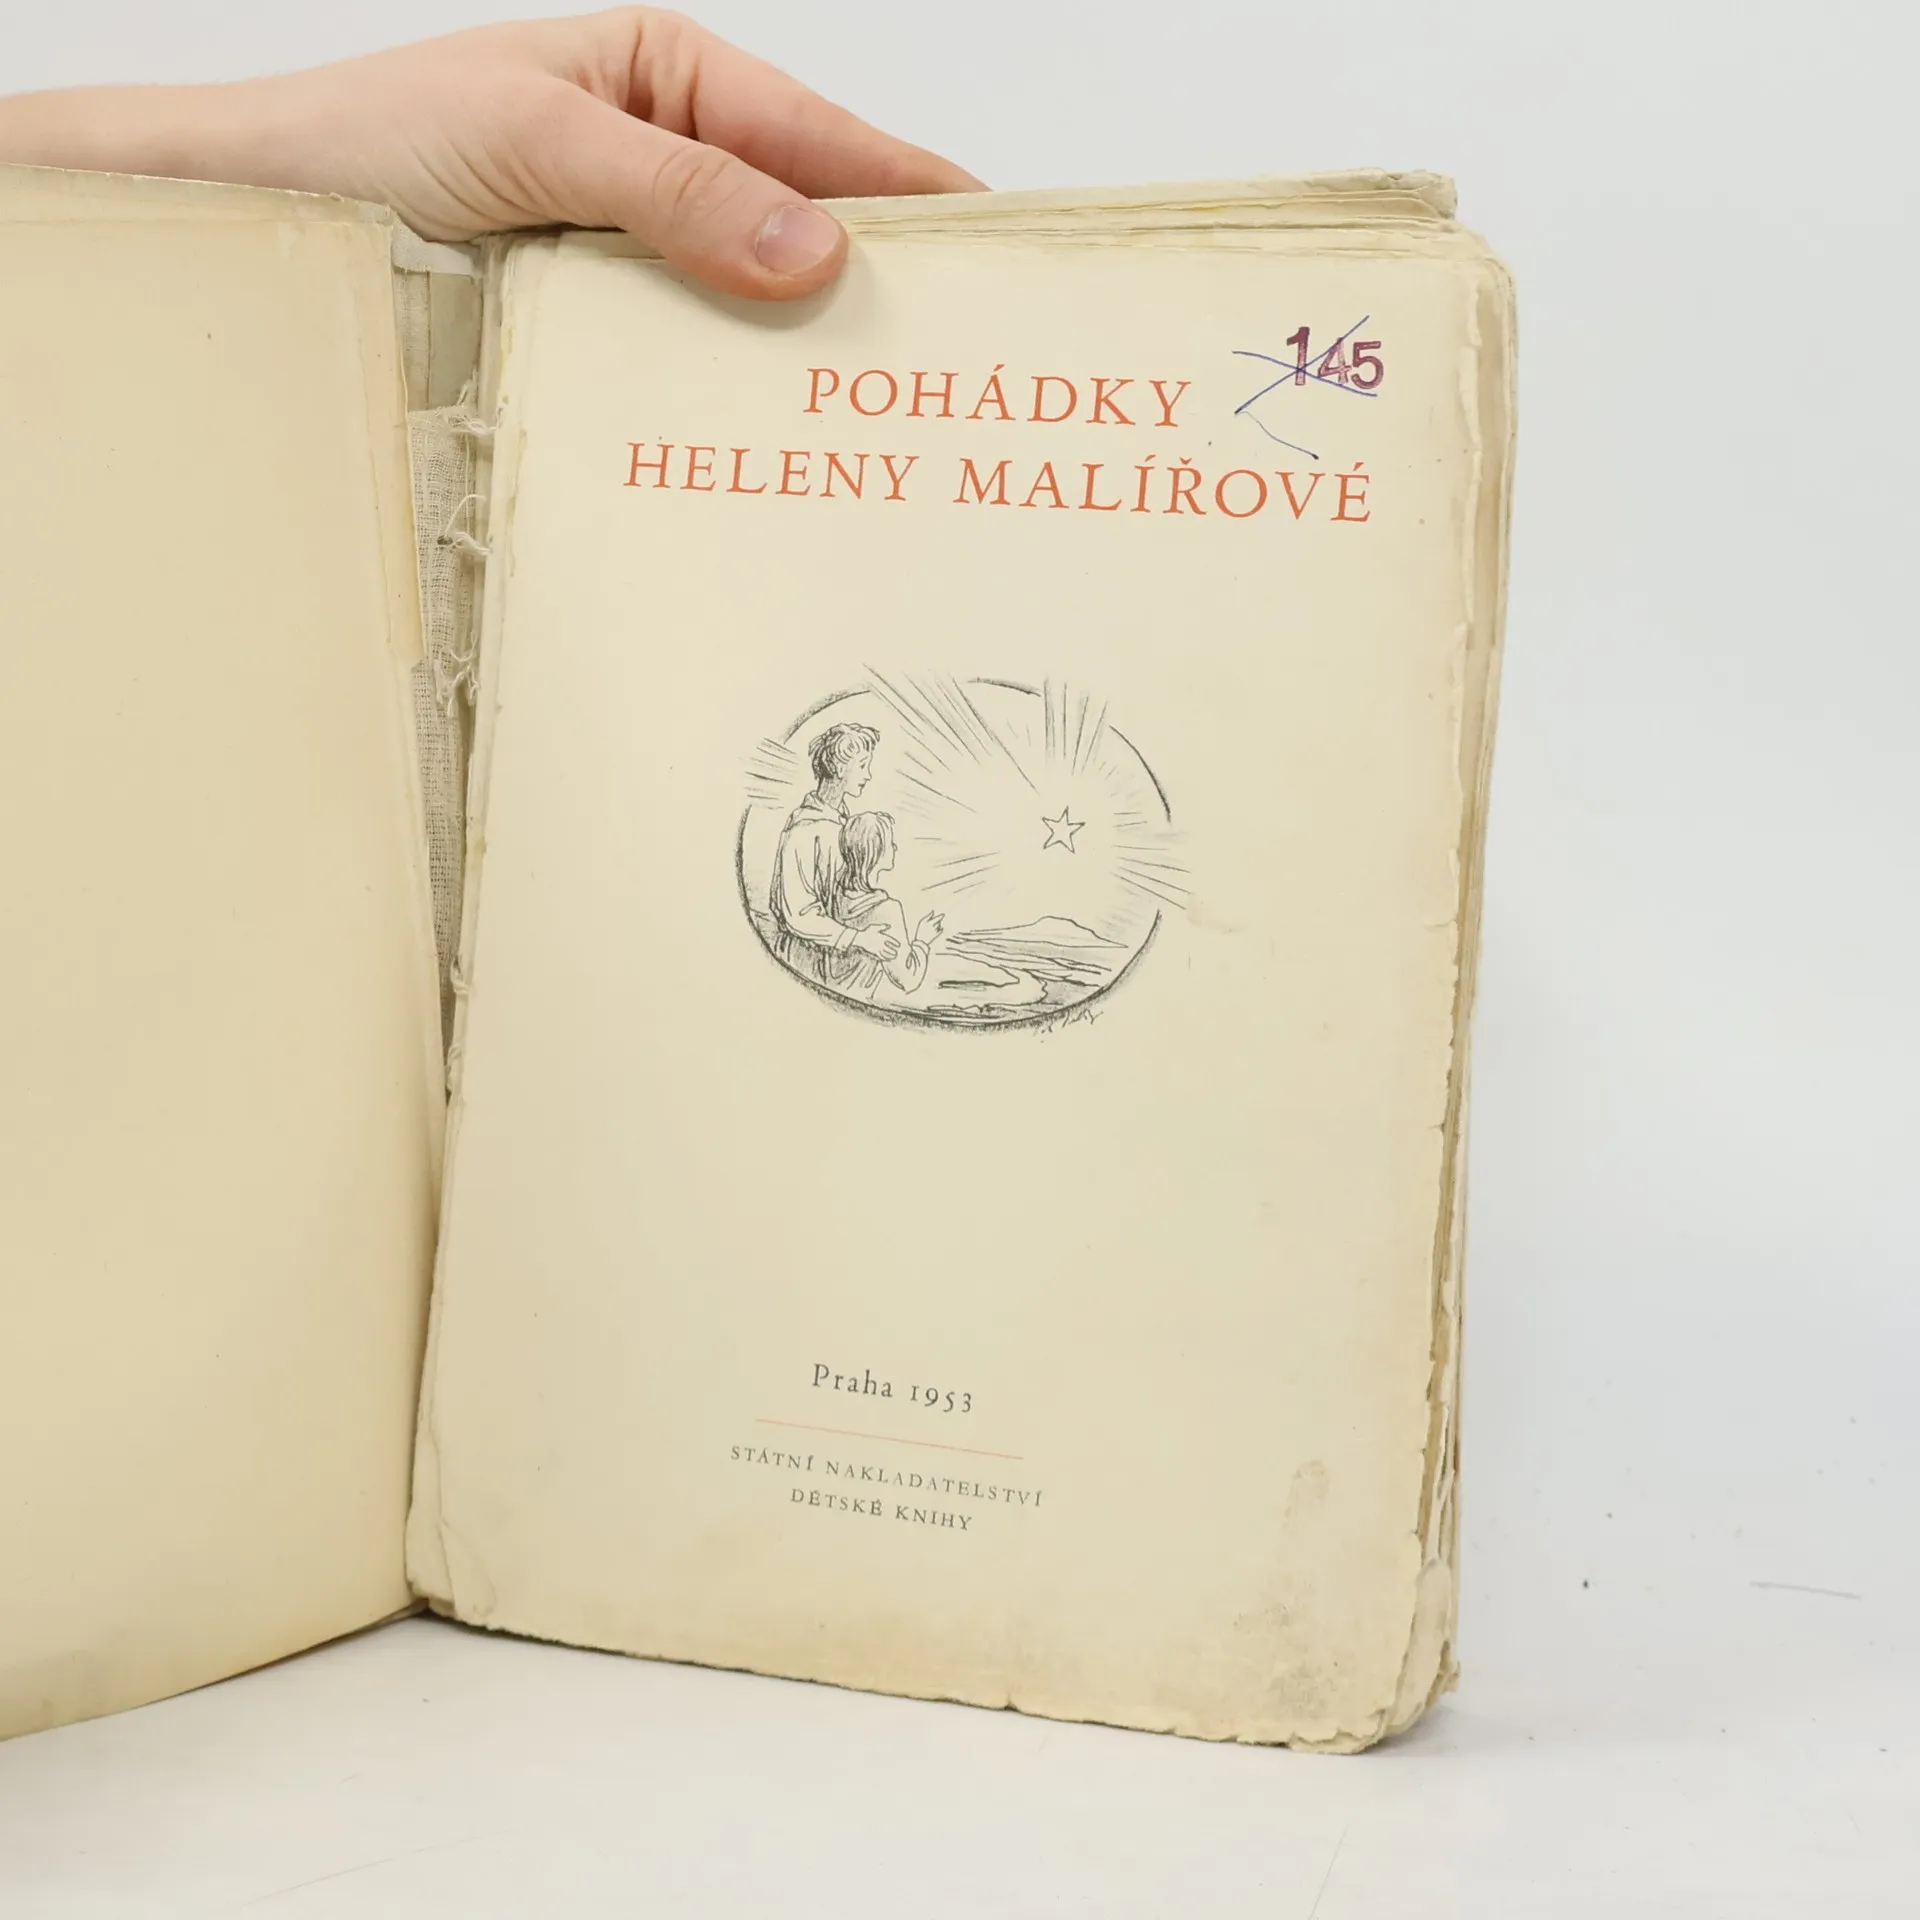 145
POHÁDKY
HELENY MALÍŘOVÉ
Praha 1953
STÁTNÍ NAKLADATELSTVÍ
DĚTSKÉ KNIHY